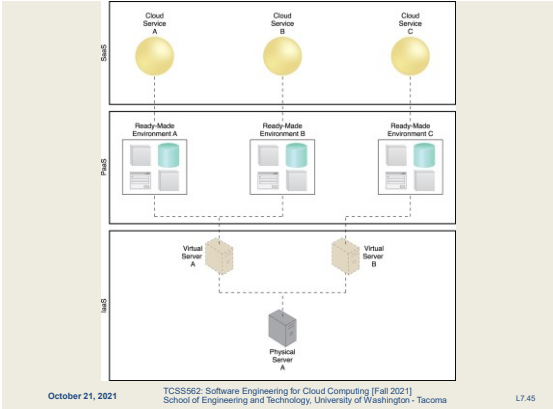 Cloud
Service
A
Cloud
Service
B
Cloud
Service
C
SaaS
Ready-Made
Environment A
Ready-Made
Environment B
Ready-Made
Environment C
PaaS
Virtual
Server
A
Virtual
Server
B
IaaS
Physical
Server
A
October 21, 2021
TCSS562: Software Engineering for Cloud Computing [Fall 2021]
School of Engineering and Technology, University of Washington - Tacoma
L7.45